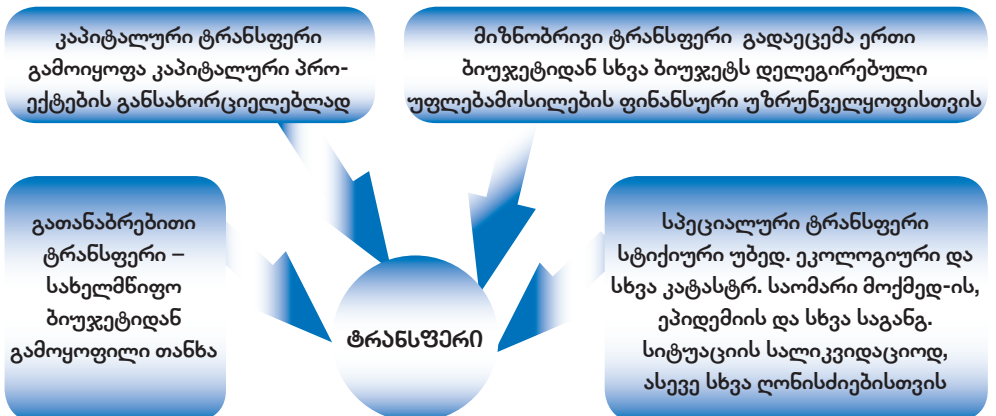 კაპიტალური ტრანსფერი
გამოიყოფა კაპიტალური პრო-
ექტების განსახორციელებლად
მიზნობრივი ტრანსფერი გადაეცემა ერთი
ბიუჯეტიდან სხვა ბიუჯეტს დელეგირებული
უფლებამოსილების ფინანსური უზრუნველყოფისთვის
გათანაბრებითი
ტრანსფერი –
სახელმწიფო
ბიუჯეტიდან
გამოყოფილი თანხა
ტრანსფერი
სპეციალური ტრანსფერი
სტიქიური უბედ. ეკოლოგიური და
სხვა კატასტრ. საომარი მოქმედ-ის,
ეპიდემიის და სხვა საგანგ.
სიტუაციის სალიკვიდაციოდ,
ასევე სხვა ღონისძიებისთვის